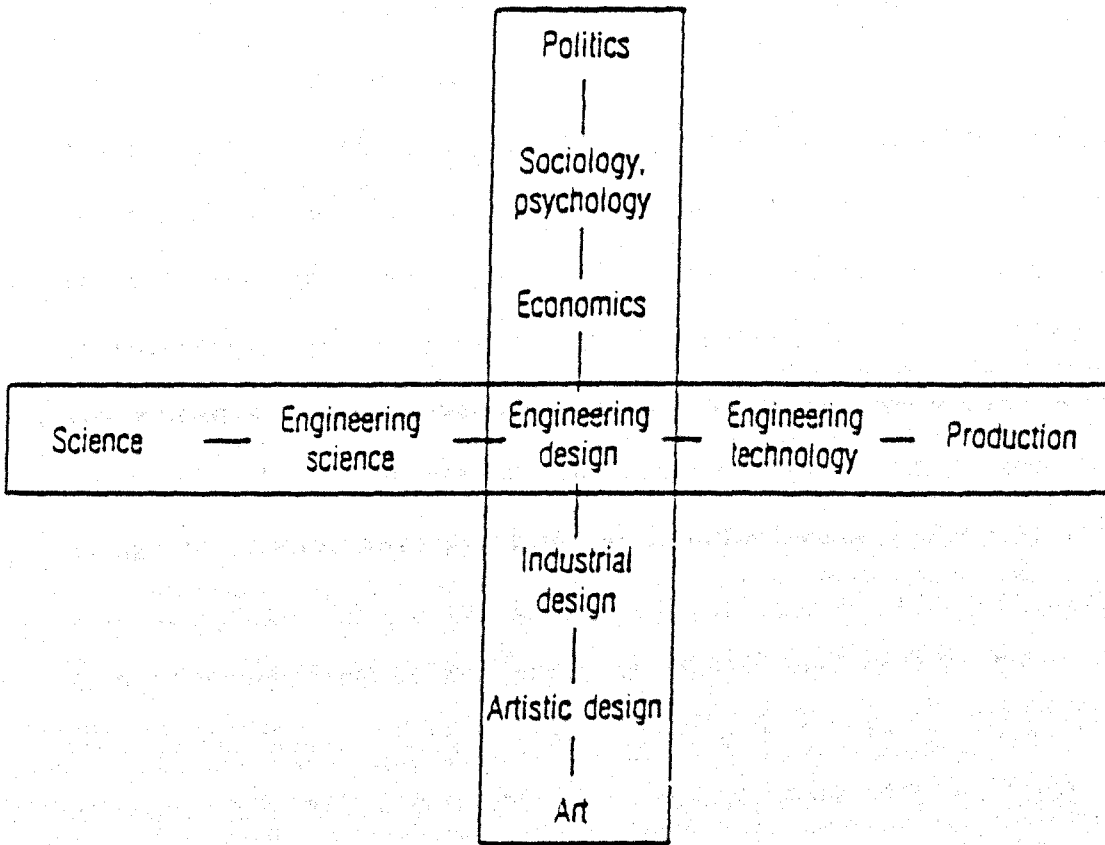 Politics
Sociology,
psychology
Economics
Science
Engineering
science
Engineering
design
Engineering
technology
Production
Industrial
design
Artistic design
Art